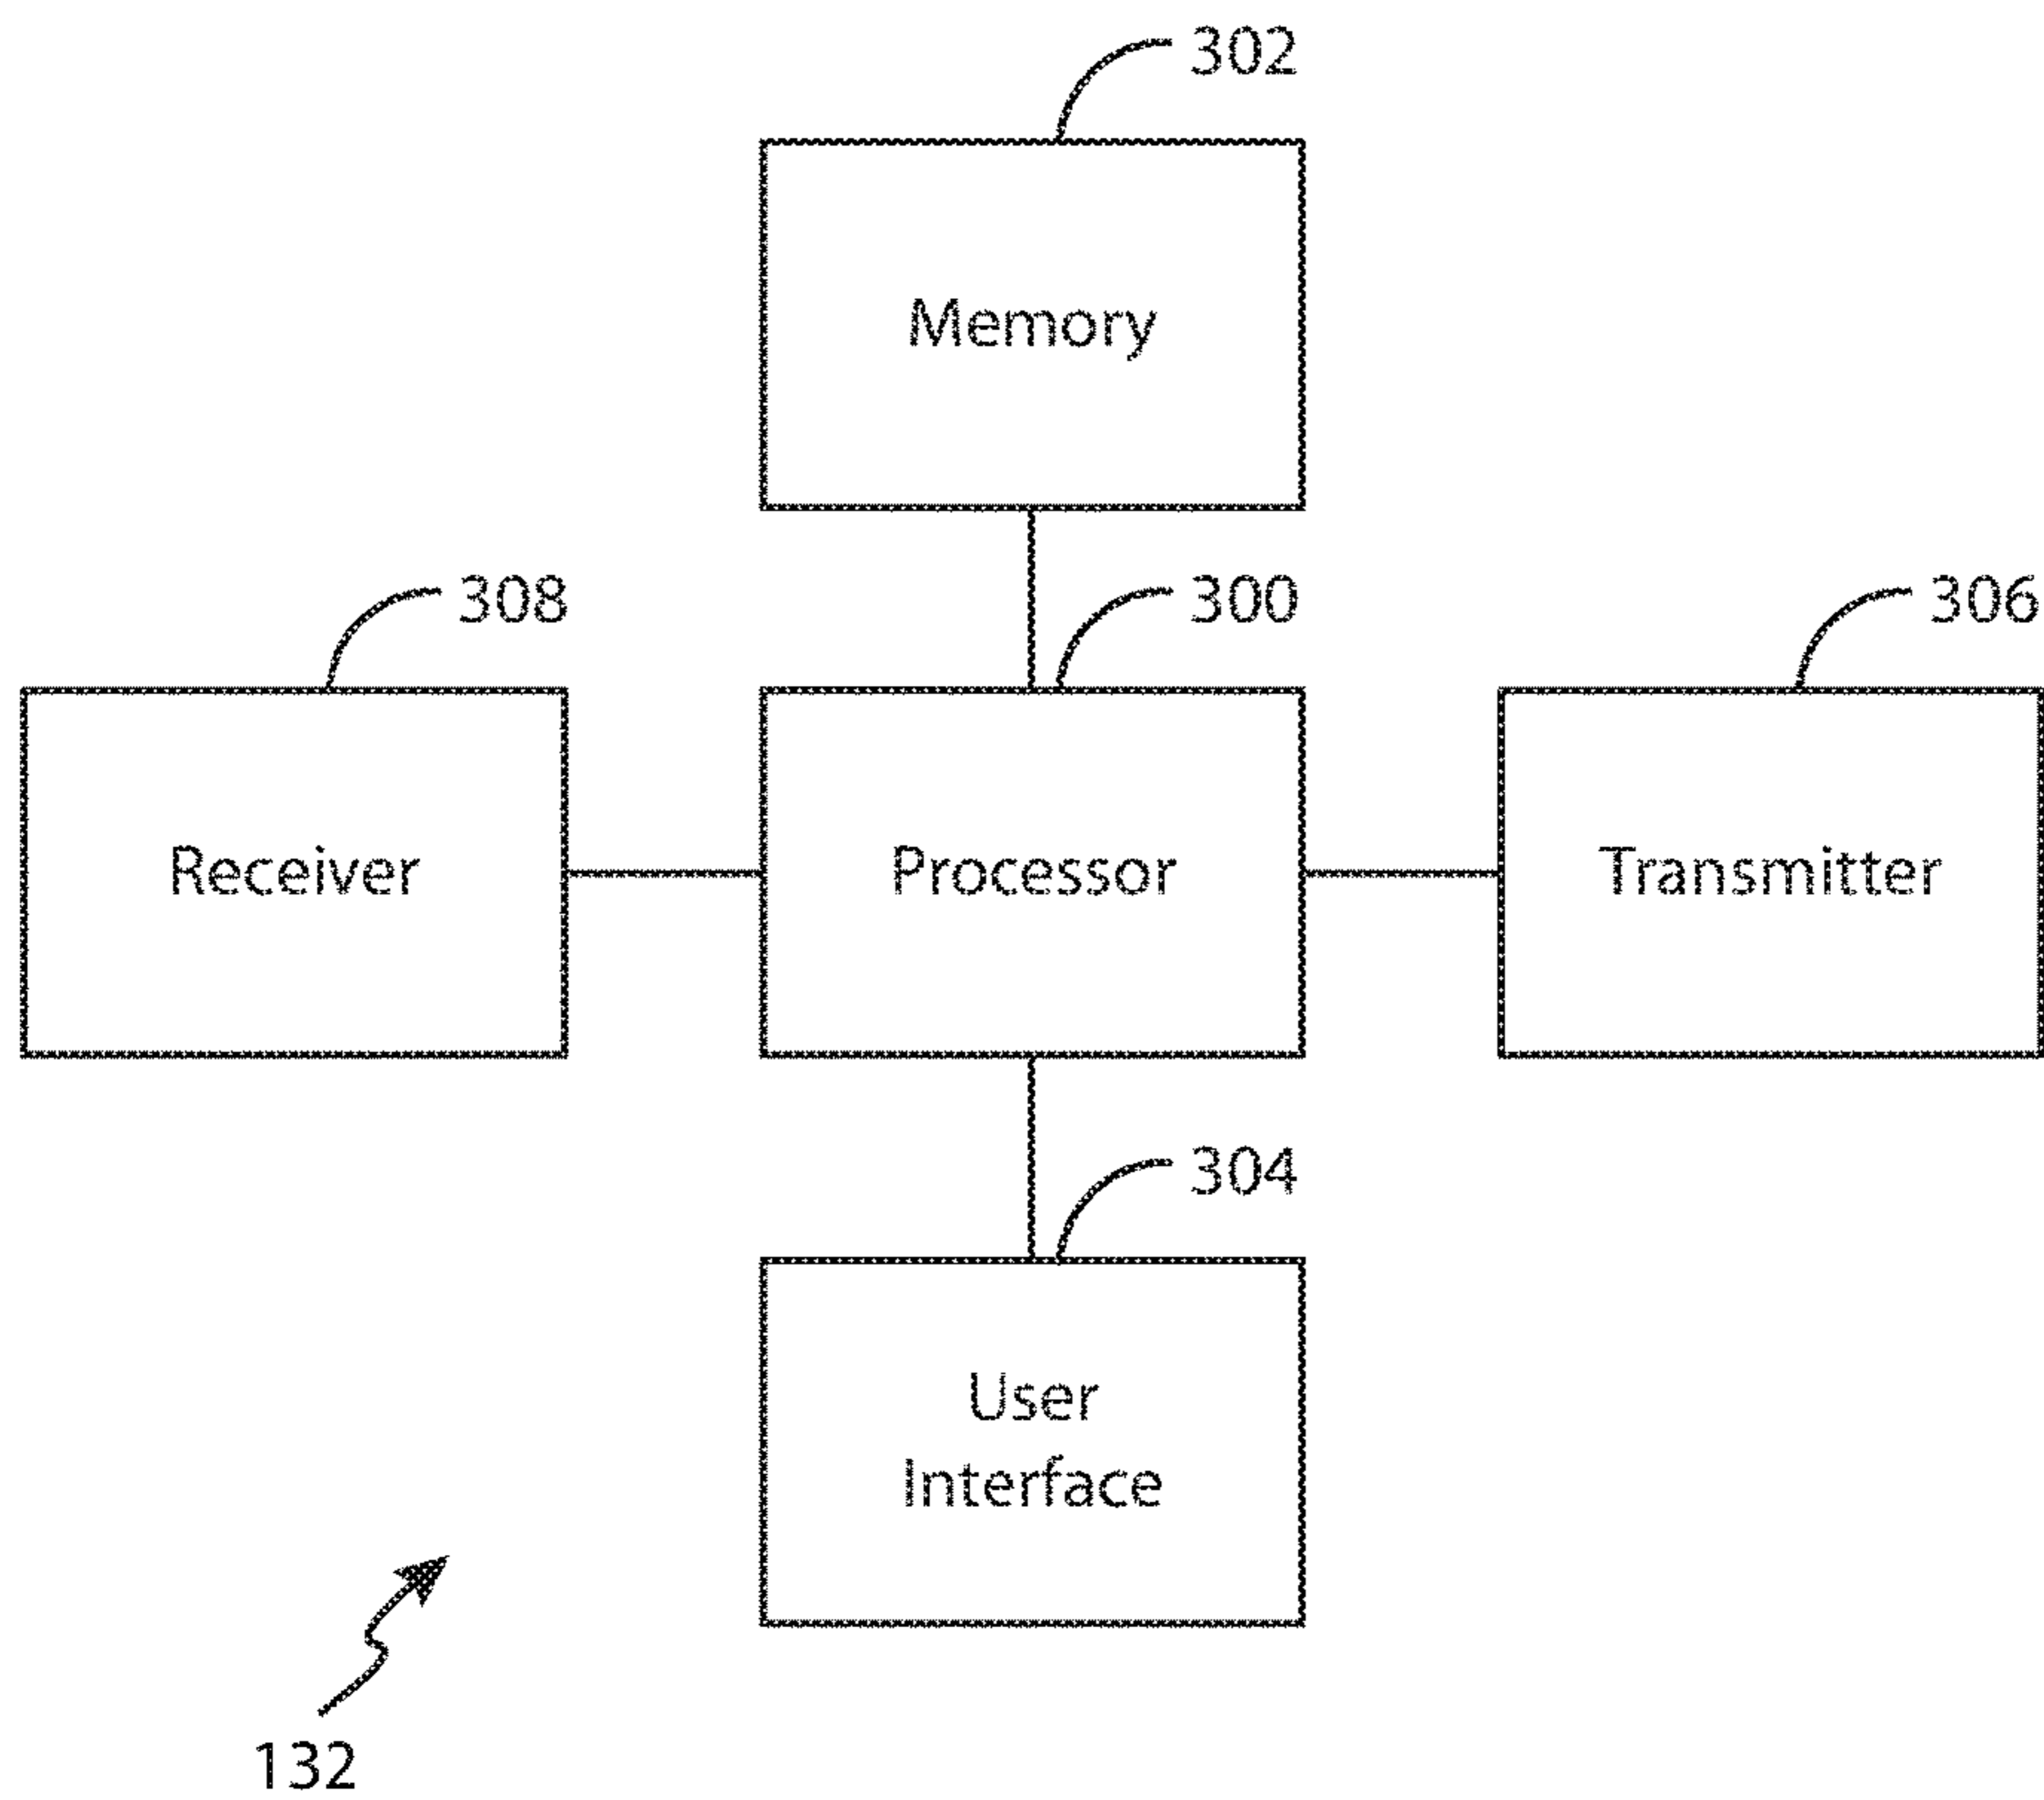 302
Memory
308
300
306
Receiver
Processor
Transmitter
304
User
Interface
132